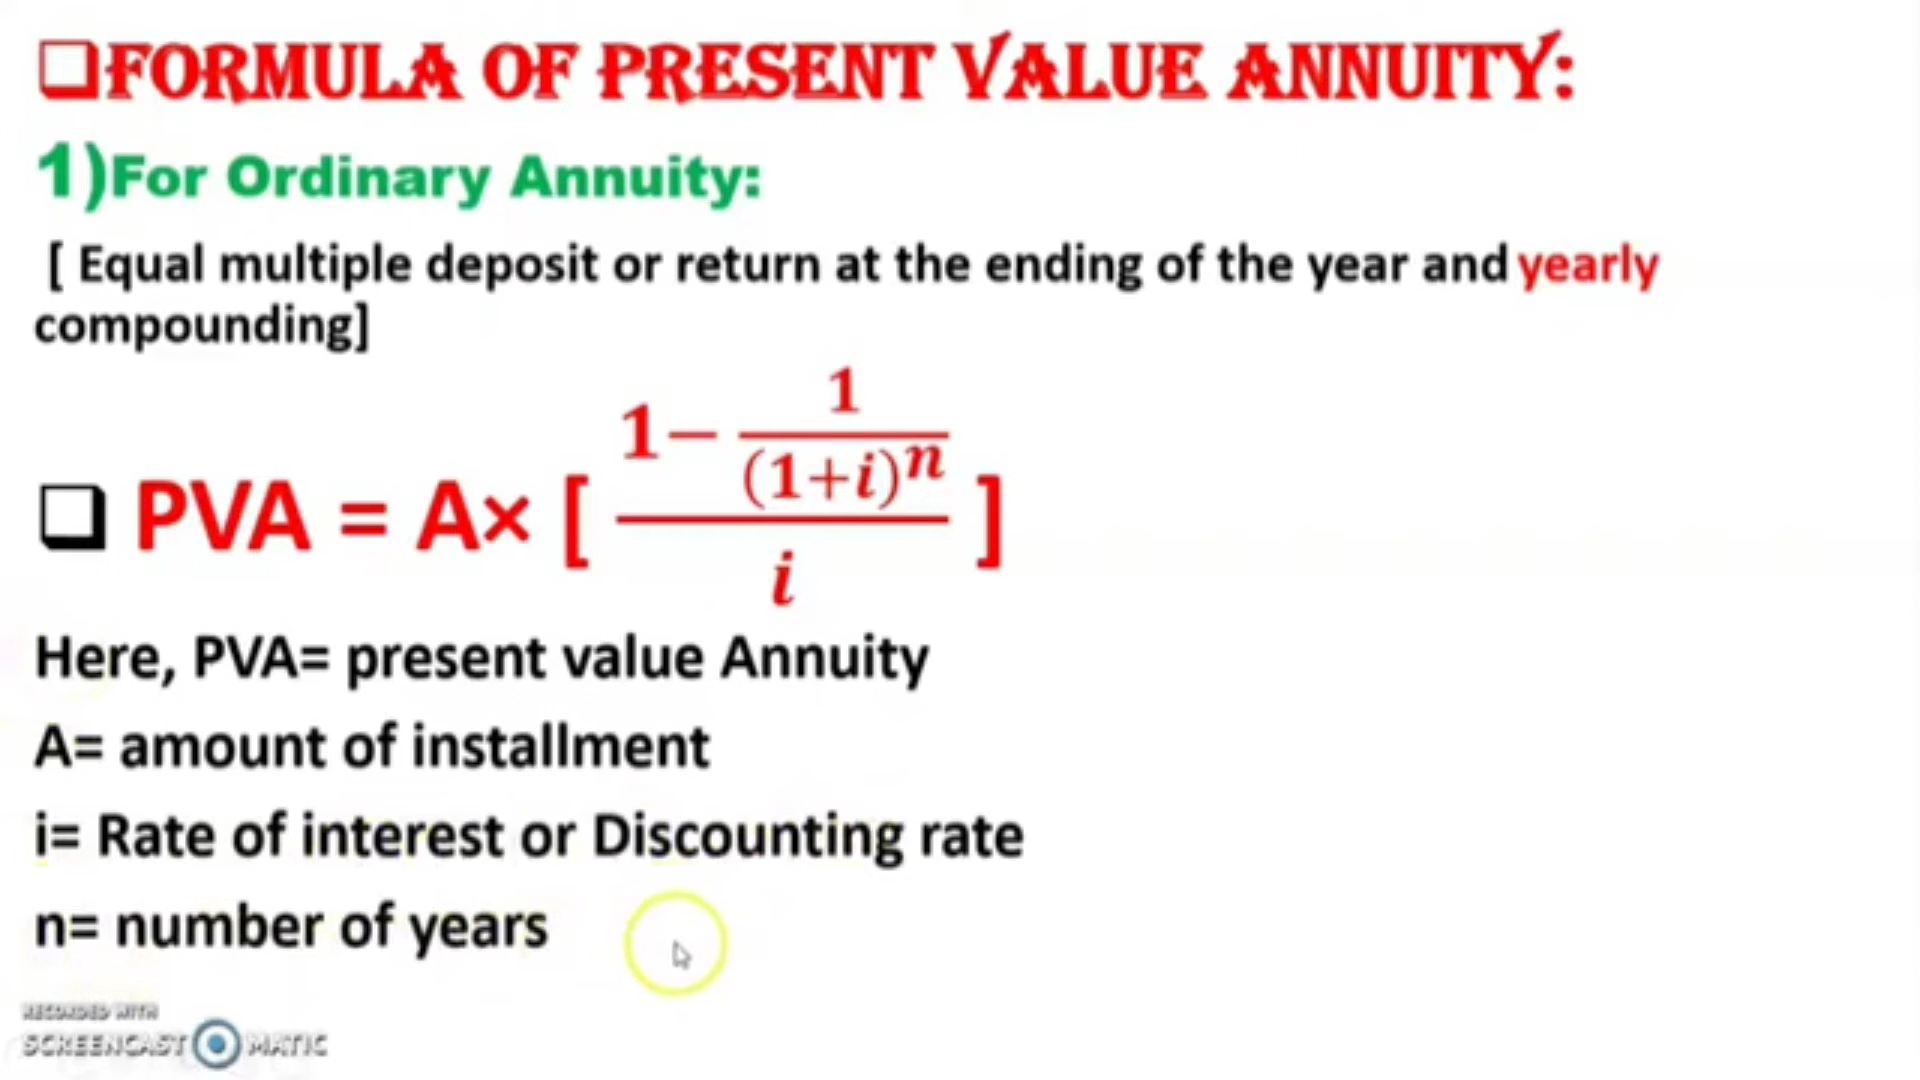 ❑FORMULA OF PRESENT VALUE ANNUITY:
1)For Ordinary Annuity:
[ Equal multiple deposit or return at the ending of the year and yearly
compounding]
❑ PVA = A× [ (1− 1/(1+i)ⁿ) / i ]
Here, PVA= present value Annuity
A= amount of installment
i= Rate of interest or Discounting rate
n= number of years
RECORDED WITH
SCREENCAST MATIC